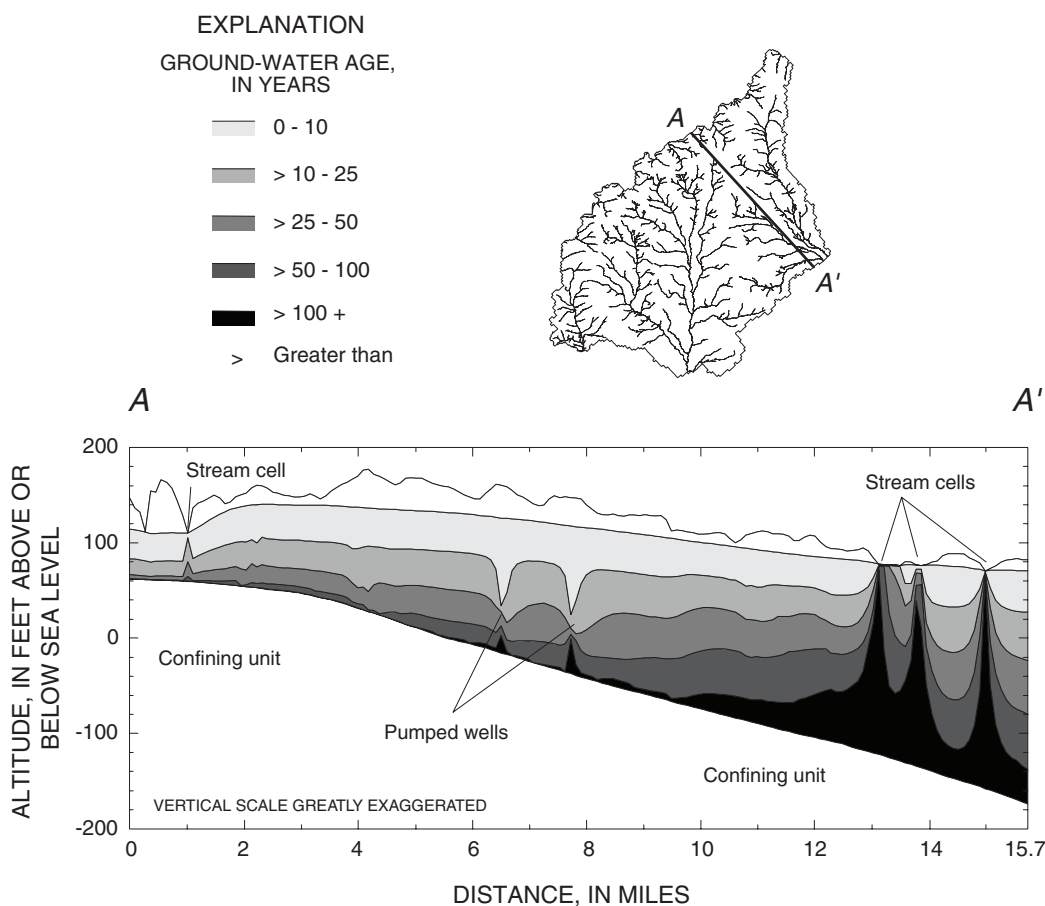 EXPLANATION
GROUND-WATER AGE,
IN YEARS
0 - 10
> 10 - 25
> 25 - 50
> 50 - 100
> 100 +
> Greater than
A
A'
A
A'
ALTITUDE, IN FEET ABOVE OR
BELOW SEA LEVEL
200
100
0
-100
-200
Stream cell
Stream cells
Confining unit
Pumped wells
Confining unit
VERTICAL SCALE GREATLY EXAGGERATED
0 2 4 6 8 10 12 14 15.7
DISTANCE, IN MILES